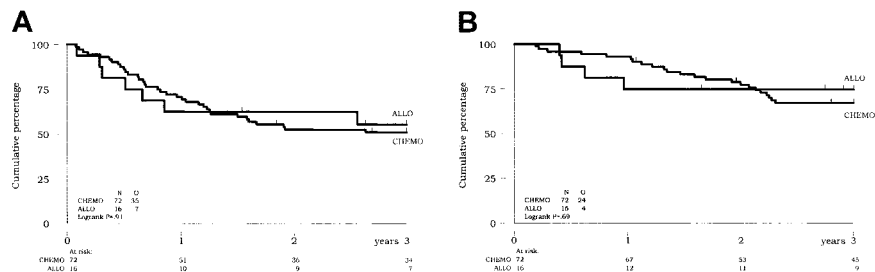 A
Cumulative percentage
100
75
50
25
0
ALLO
CHEMO
N O
CHEMO 72 35
ALLO 16 7
Logrank P=.91
0 1 2 years 3
At risk:
CHEMO 72 51 36 34
ALLO 16 10 9 7
B
Cumulative percentage
100
75
50
25
0
ALLO
CHEMO
N O
CHEMO 72 24
ALLO 16 4
Logrank P=.69
0 1 2 years 3
At risk:
CHEMO 72 67 53 45
ALLO 16 12 11 9